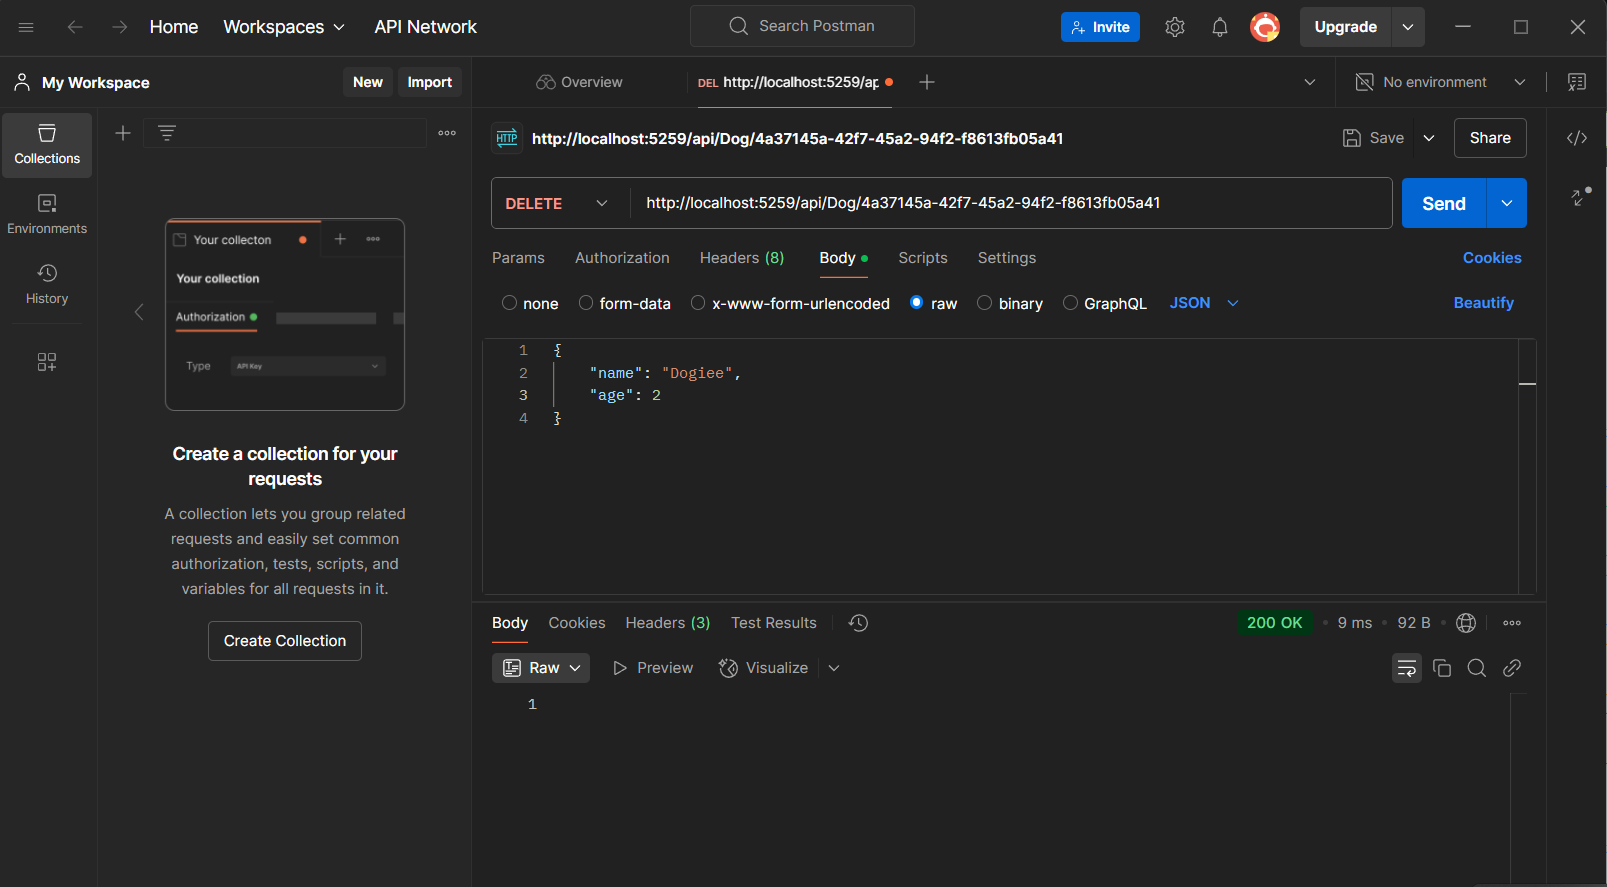 Home Workspaces API Network Search Postman Invite Upgrade
My Workspace New Import Overview DEL http://localhost:5259/ap No environment
Collections
Environments
History
Your collecton
Your collection
Authorization
Type API Key
Create a collection for your
requests
A collection lets you group related
requests and easily set common
authorization, tests, scripts, and
variables for all requests in it.
Create Collection
HTTP http://localhost:5259/api/Dog/4a37145a-42f7-45a2-94f2-f8613fb05a41 Save Share
DELETE http://localhost:5259/api/Dog/4a37145a-42f7-45a2-94f2-f8613fb05a41 Send
Params Authorization Headers (8) Body Scripts Settings Cookies
none form-data x-www-form-urlencoded raw binary GraphQL JSON Beautify
1 {
2 "name": "Dogiee",
3 "age": 2
4 }
Body Cookies Headers (3) Test Results 200 OK • 9 ms • 92 B
Raw Preview Visualize
1